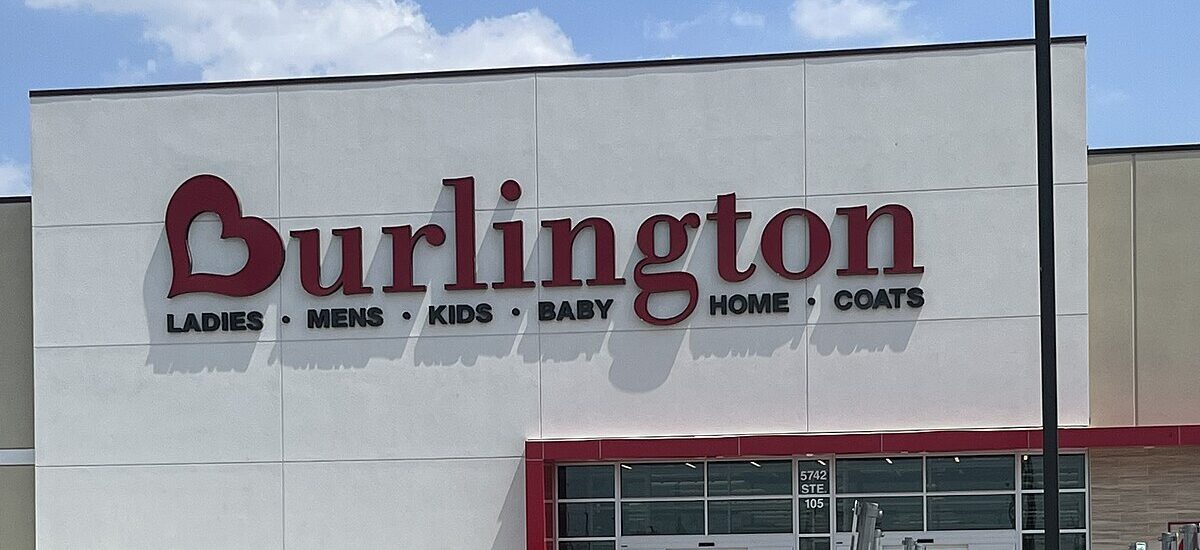 Burlington
LADIES • MENS • KIDS • BABY HOME • COATS
5742
STE.
105